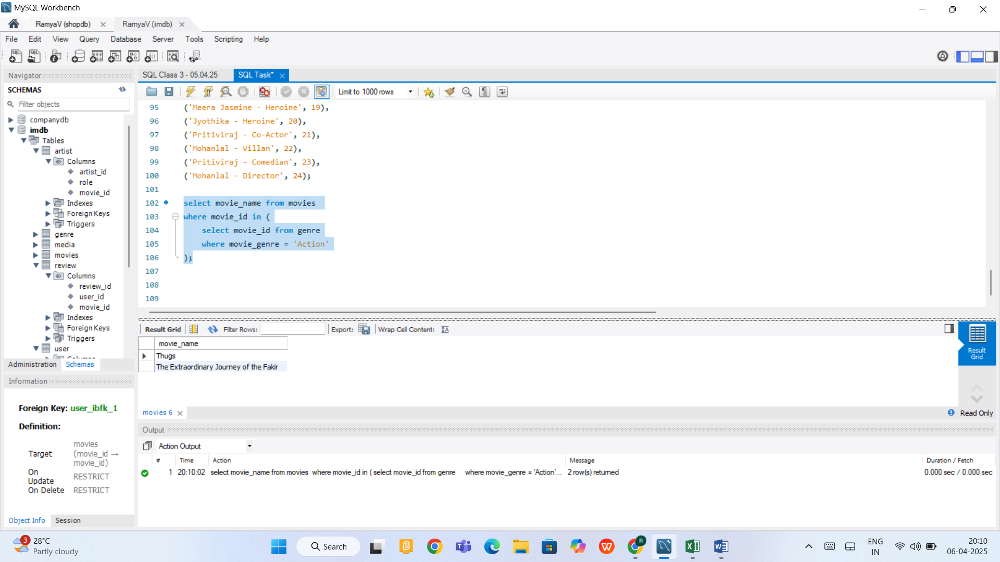 MySQL Workbench
RamyaV (shopdb)
RamyaV (imdb)
File Edit View Query Database Server Tools Scripting Help
Navigator
SCHEMAS
Filter objects
companydb
imdb
Tables
artist
Columns
artist_id
role
movie_id
Indexes
Foreign Keys
Triggers
genre
media
movies
review
Columns
review_id
user_id
movie_id
Indexes
Foreign Keys
Triggers
user
Administration Schemas
Information
Foreign Key: user_ibfk_1
Definition:
Target movies (movie_id → movie_id)
On Update RESTRICT
On Delete RESTRICT
Object Info Session
SQL Class 3 - 05.04.25
SQL Task*
Limit to 1000 rows
95 ('Meera Jasmine - Heroine', 19),
96 ('Jyothika - Heroine', 20),
97 ('Pritiviraj - Co-Actor', 21),
98 ('Mohanlal - Villan', 22),
99 ('Pritiviraj - Comedian', 23),
100 ('Mohanlal - Director', 24);
101
102 select movie_name from movies
103 where movie_id in (
104 select movie_id from genre
105 where movie_genre = 'Action'
106 );
107
108
109
Result Grid Filter Rows: Export: Wrap Cell Content:
movie_name
Thugs
The Extraordinary Journey of the Fakir
Result Grid
movies 6
Read Only
Output
Action Output
# Time Action Message Duration / Fetch
1 20:10:02 select movie_name from movies where movie_id in ( select movie_id from genre where movie_genre = 'Action'... 2 row(s) returned 0.000 sec / 0.000 sec
3
28°C
Partly cloudy
Search
R
ENG
IN
20:10
06-04-2025